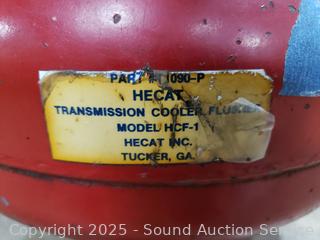 PART # 1090-P
HECAT
TRANSMISSION COOLER FLUSHER
MODEL HCF-1
HECAT INC.
TUCKER, GA.
Copyright © 2025 - Sound Auction Service